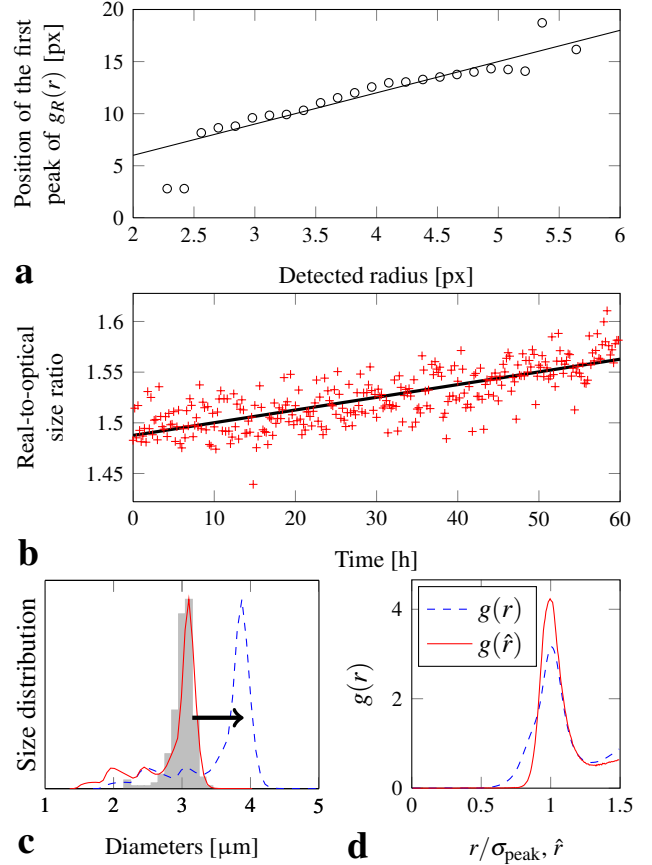 Position of the first
peak of g_R(r) [px]
20
15
10
5
0
2 2.5 3 3.5 4 4.5 5 5.5 6
a
Detected radius [px]
Real-to-optical
size ratio
1.6
1.55
1.5
1.45
0 10 20 30 40 50 60
b
Time [h]
Size distribution
1 2 3 4 5
c
Diameters [μm]
g(r)
4
2
0
g(r)
g(r̂)
0 0.5 1 1.5
d
r/σ_peak, r̂